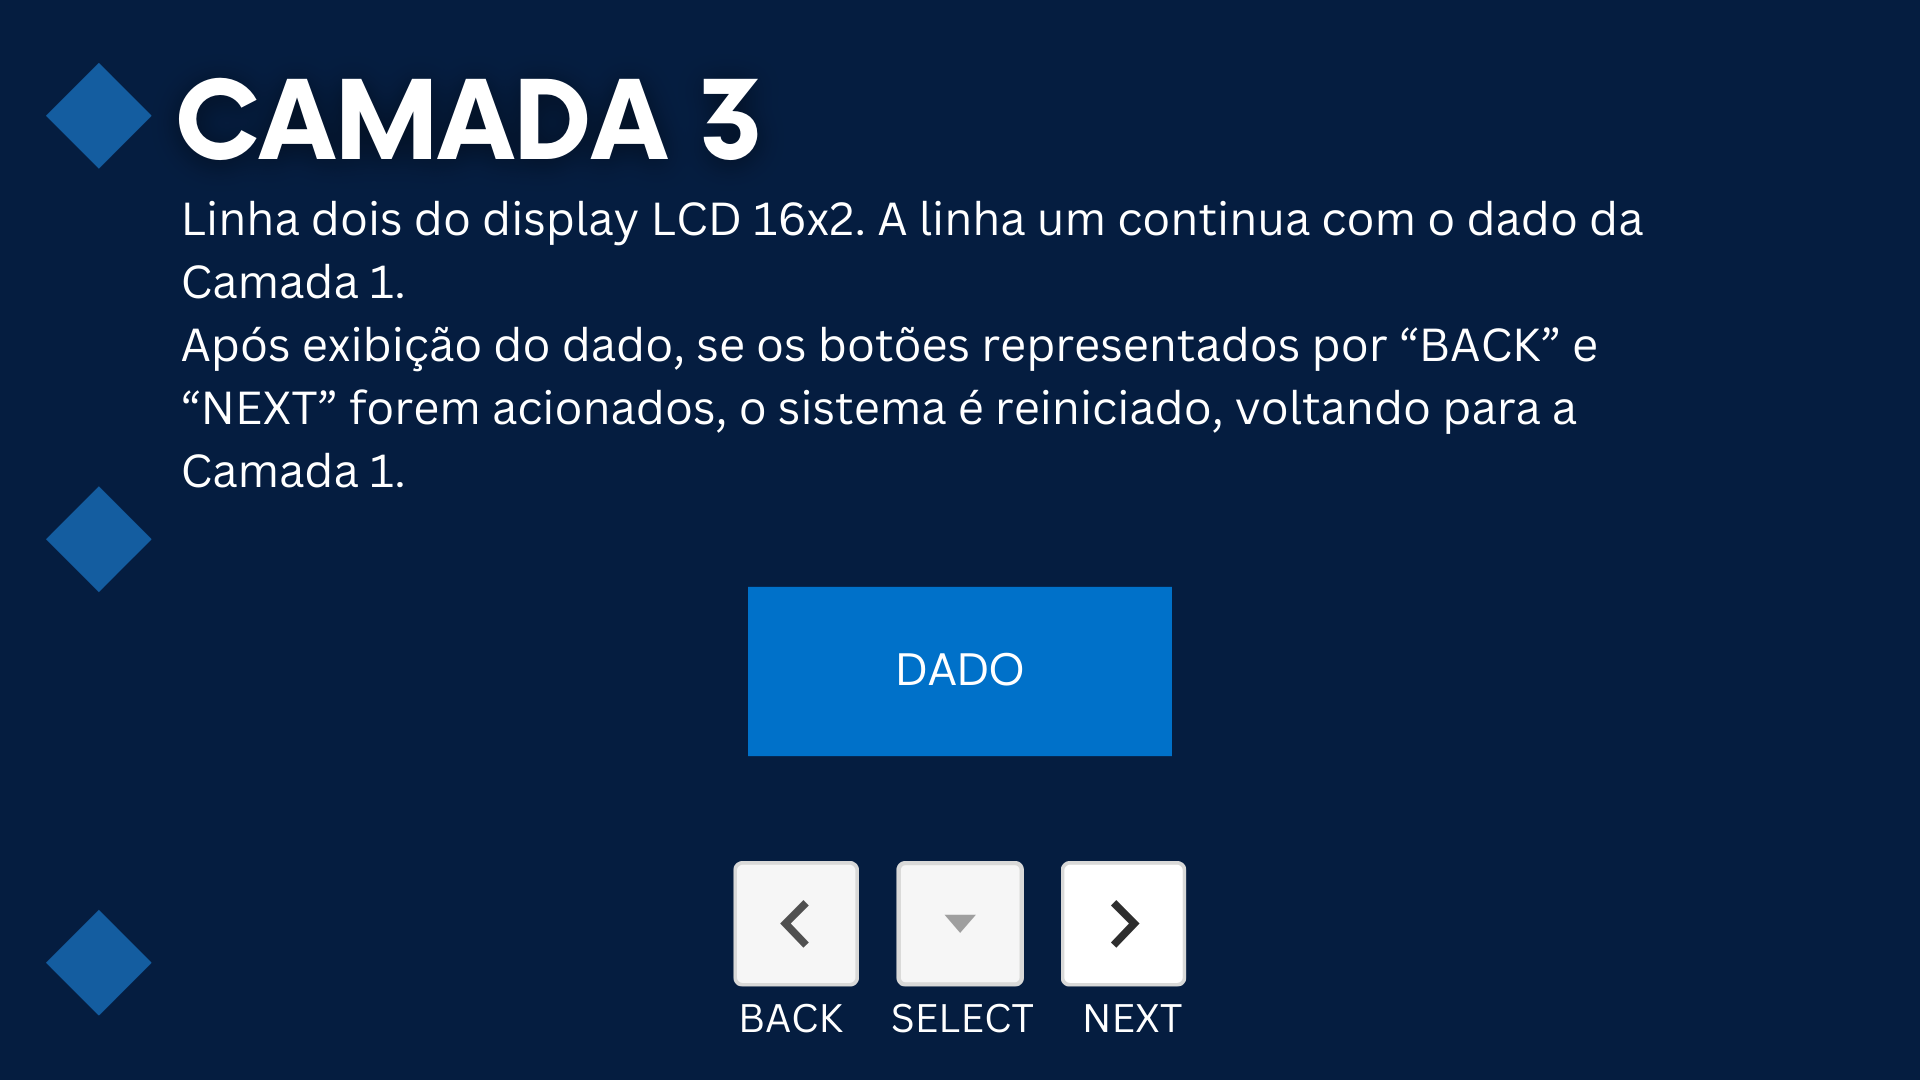 CAMADA 3
Linha dois do display LCD 16x2. A linha um continua com o dado da
Camada 1.
Após exibição do dado, se os botões representados por “BACK” e
“NEXT” forem acionados, o sistema é reiniciado, voltando para a
Camada 1.
DADO
BACK SELECT NEXT